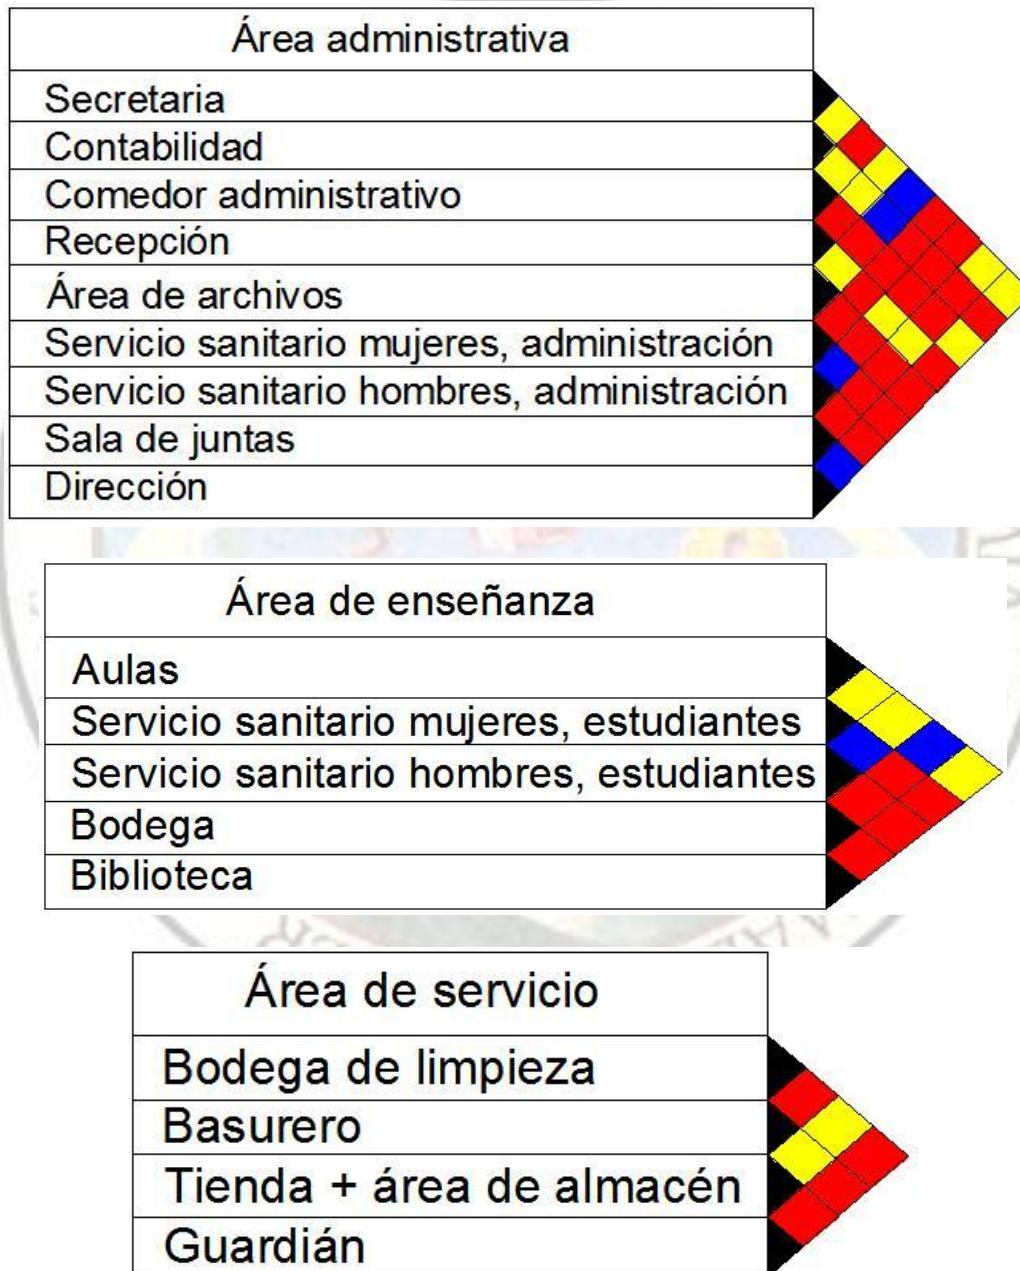 Área administrativa
Secretaria
Contabilidad
Comedor administrativo
Recepción
Área de archivos
Servicio sanitario mujeres, administración
Servicio sanitario hombres, administración
Sala de juntas
Dirección
Área de enseñanza
Aulas
Servicio sanitario mujeres, estudiantes
Servicio sanitario hombres, estudiantes
Bodega
Biblioteca
Área de servicio
Bodega de limpieza
Basurero
Tienda + área de almacén
Guardián